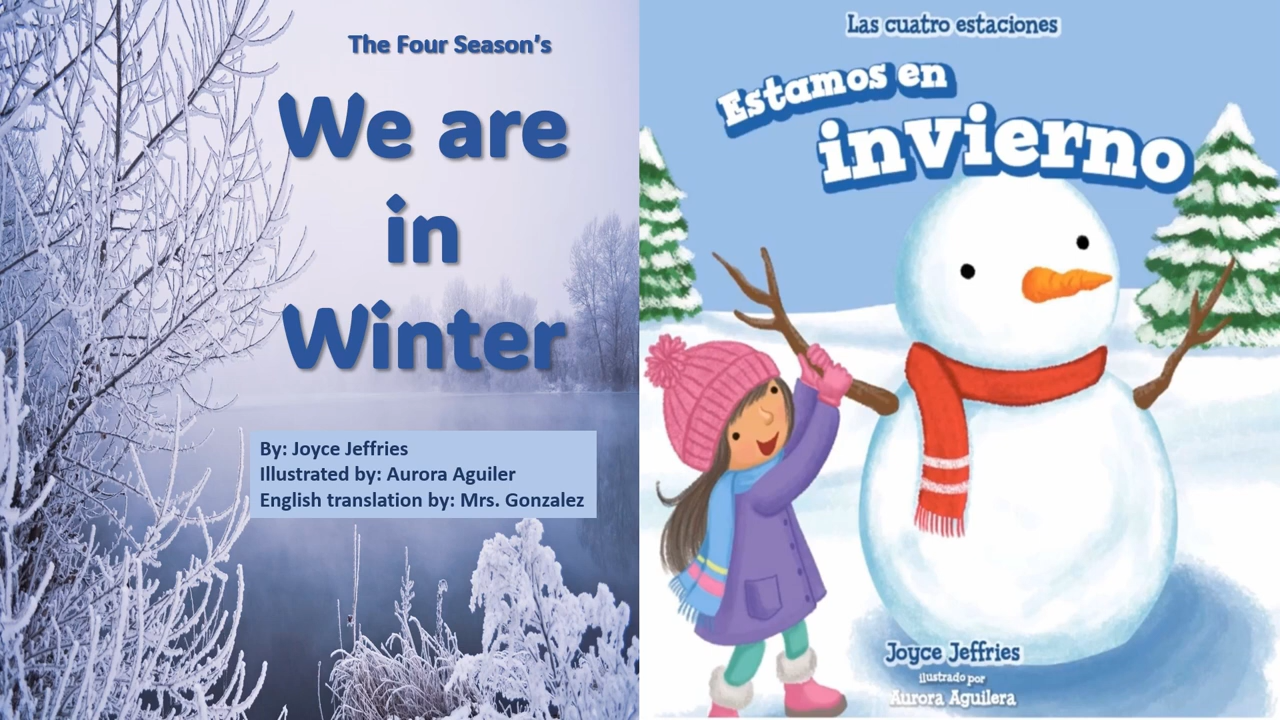 The Four Season's
We are
in
Winter
By: Joyce Jeffries
Illustrated by: Aurora Aguiler
English translation by: Mrs. Gonzalez
Las cuatro estaciones
Estamos en
invierno
Joyce Jeffries
ilustrado por
Aurora Aguilera